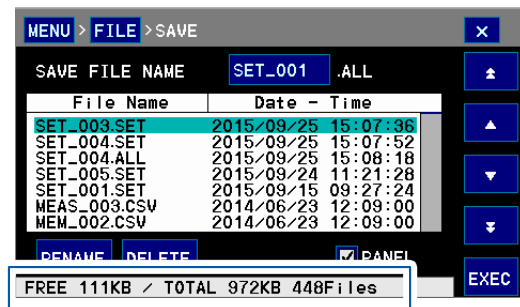 MENU > FILE >SAVE ×
SAVE FILE NAME SET_001 .ALL
File Name Date - Time
SET_003.SET 2015/09/25 15:07:36
SET_004.SET 2015/09/25 15:07:52
SET_004.ALL 2015/09/25 15:08:18
SET_005.SET 2015/09/24 11:21:28
SET_001.SET 2015/09/15 09:27:24
MEAS_003.CSV 2014/06/23 12:09:00
MEM_002.CSV 2014/06/23 12:09:00
RENAME DELETE PANEL
FREE 111KB / TOTAL 972KB 448Files
EXEC